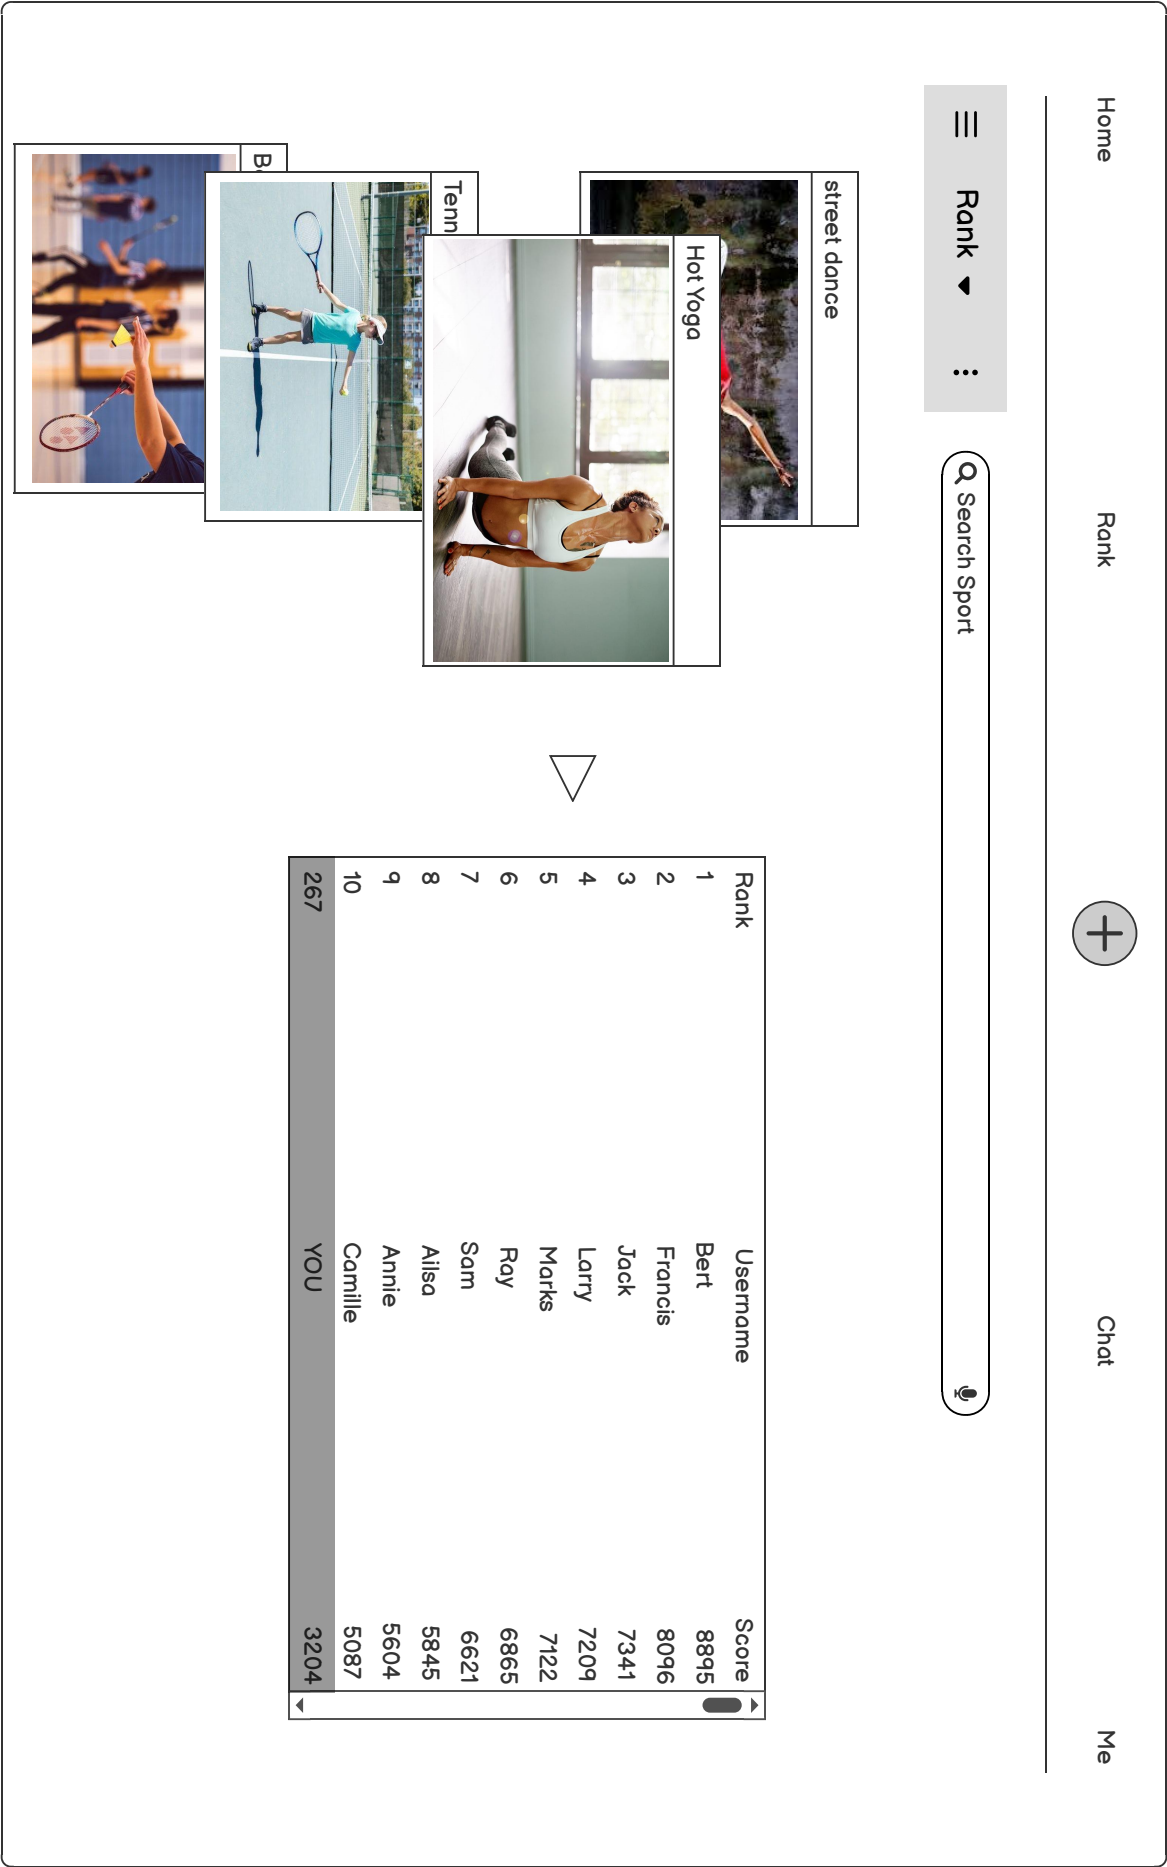 Home Rank Chat Me
Rank
Search Sport
street dance
Hot Yoga
Tenn
B
Rank Username Score
1 Bert 8895
2 Francis 8096
3 Jack 7341
4 Larry 7209
5 Marks 7122
6 Ray 6865
7 Sam 6621
8 Ailsa 5845
9 Annie 5604
10 Camille 5087
267 YOU 3204